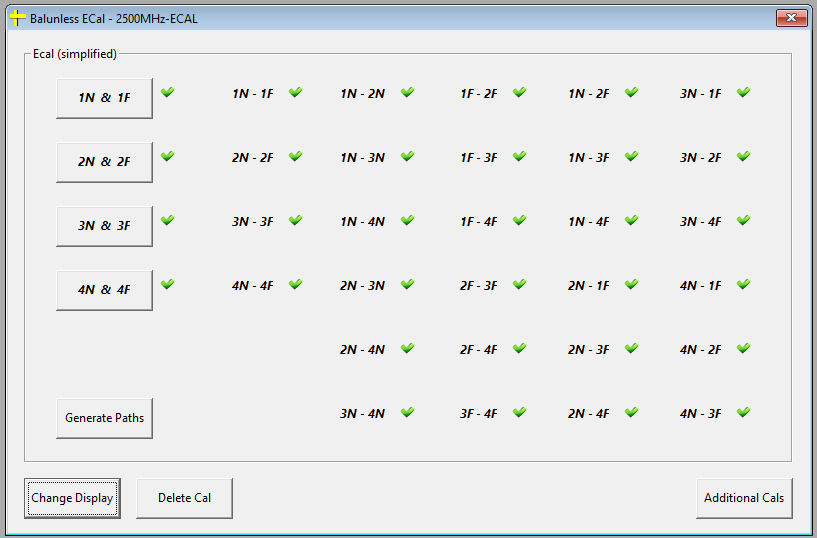 Balunless ECal - 2500MHz-ECAL
Ecal (simplified)
1N & 1F 1N - 1F 1N - 2N 1F - 2F 1N - 2F 3N - 1F
2N & 2F 2N - 2F 1N - 3N 1F - 3F 1N - 3F 3N - 2F
3N & 3F 3N - 3F 1N - 4N 1F - 4F 1N - 4F 3N - 4F
4N & 4F 4N - 4F 2N - 3N 2F - 3F 2N - 1F 4N - 1F
2N - 4N 2F - 4F 2N - 3F 4N - 2F
Generate Paths 3N - 4N 3F - 4F 2N - 4F 4N - 3F
Change Display Delete Cal Additional Cals